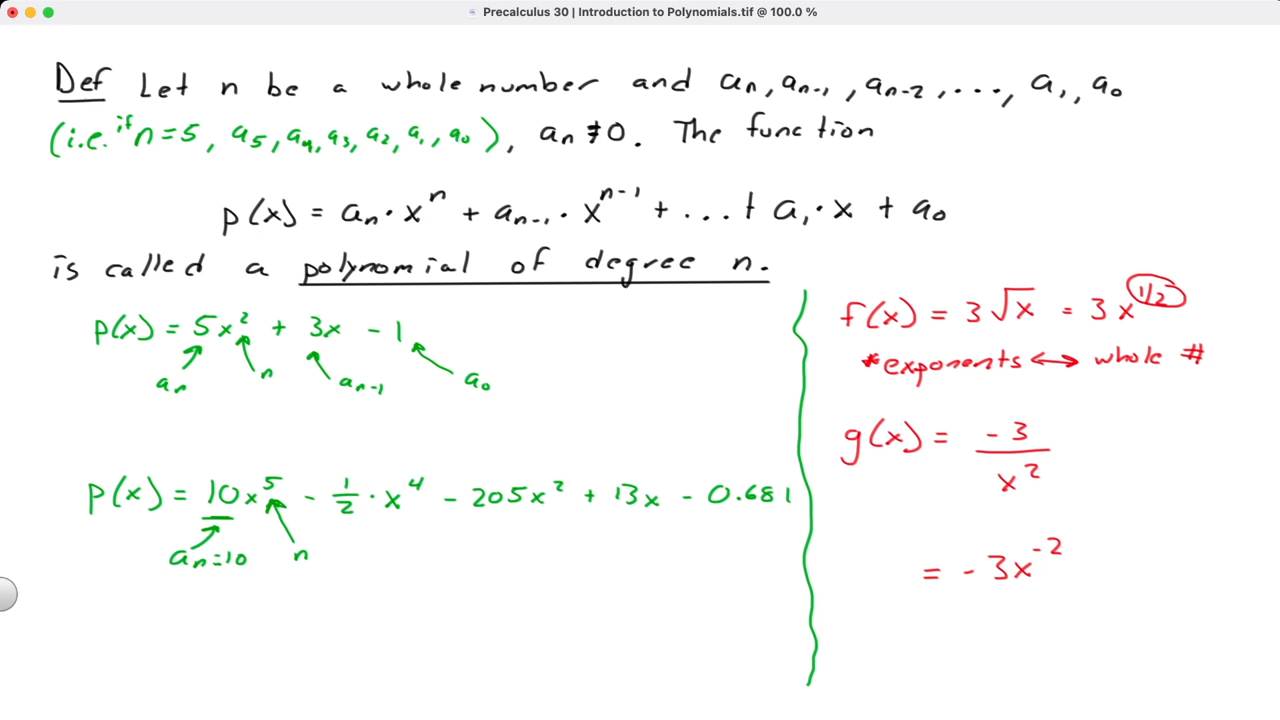 Precalculus 30 | Introduction to Polynomials.tif @ 100.0 %
Def Let n be a whole number and aₙ, aₙ₋₁, aₙ₋₂, ..., a₁, a₀
(i.e. if n=5, a₅, a₄, a₃, a₂, a₁, a₀), aₙ ≠ 0. The function
p(x) = aₙ · xⁿ + aₙ₋₁ · xⁿ⁻¹ + ... + a₁ · x + a₀
is called a polynomial of degree n.
p(x) = 5x² + 3x - 1
aₙ n aₙ₋₁ a₀
p(x) = 10x⁵ - 1/2 · x⁴ - 205x² + 13x - 0.681
aₙ=10 n
f(x) = 3√x = 3x^(1/2)
*exponents ↔ whole #
g(x) = -3/x²
= -3x⁻²